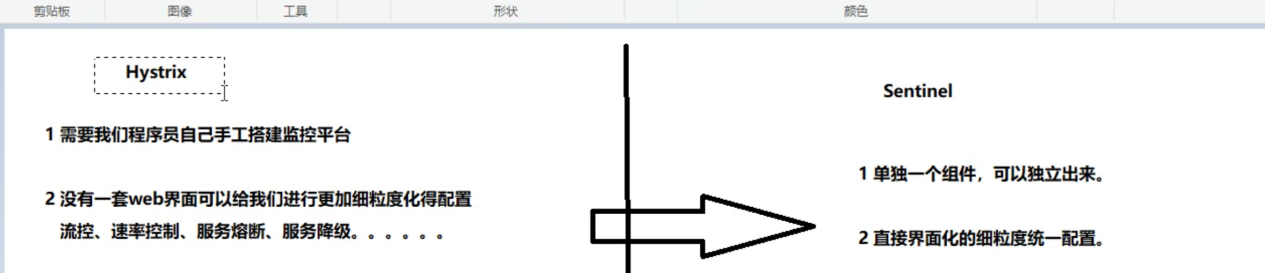 剪贴板
图像
工具
形状
颜色
Hystrix
1 需要我们程序员自己手工搭建监控平台
2 没有一套web界面可以给我们进行更加细粒度化得配置
流控、速率控制、服务熔断、服务降级。。。。。。
Sentinel
1 单独一个组件，可以独立出来。
2 直接界面化的细粒度统一配置。